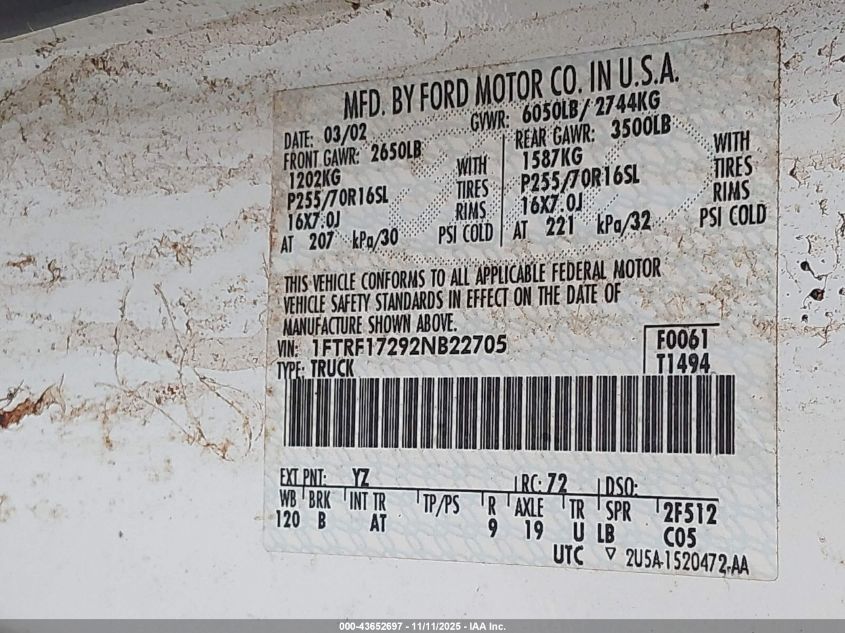 MFD. BY FORD MOTOR CO. IN U.S.A.
DATE: 03/02 GVWR: 6050LB/ 2744KG
FRONT GAWR: 2650LB REAR GAWR: 3500LB
1202KG WITH 1587KG WITH
P255/70R16SL TIRES P255/70R16SL TIRES
16X7.0J RIMS 16X7.0J RIMS
AT 207 kPa/30 PSI COLD AT 221 kPa/32 PSI COLD
THIS VEHICLE CONFORMS TO ALL APPLICABLE FEDERAL MOTOR
VEHICLE SAFETY STANDARDS IN EFFECT ON THE DATE OF
MANUFACTURE SHOWN ABOVE.
VIN: 1FTRF17292NB22705 F0061
TYPE: TRUCK T1494
EXT PNT: YZ RC: 72 DSO:
WB BRK INT TR TP/PS R AXLE TR SPR 2F512
120 B AT 9 19 U LB C05
UTC ▽ 2U5A-1520472-AA
000-43652697 - 11/11/2025 - IAA Inc.